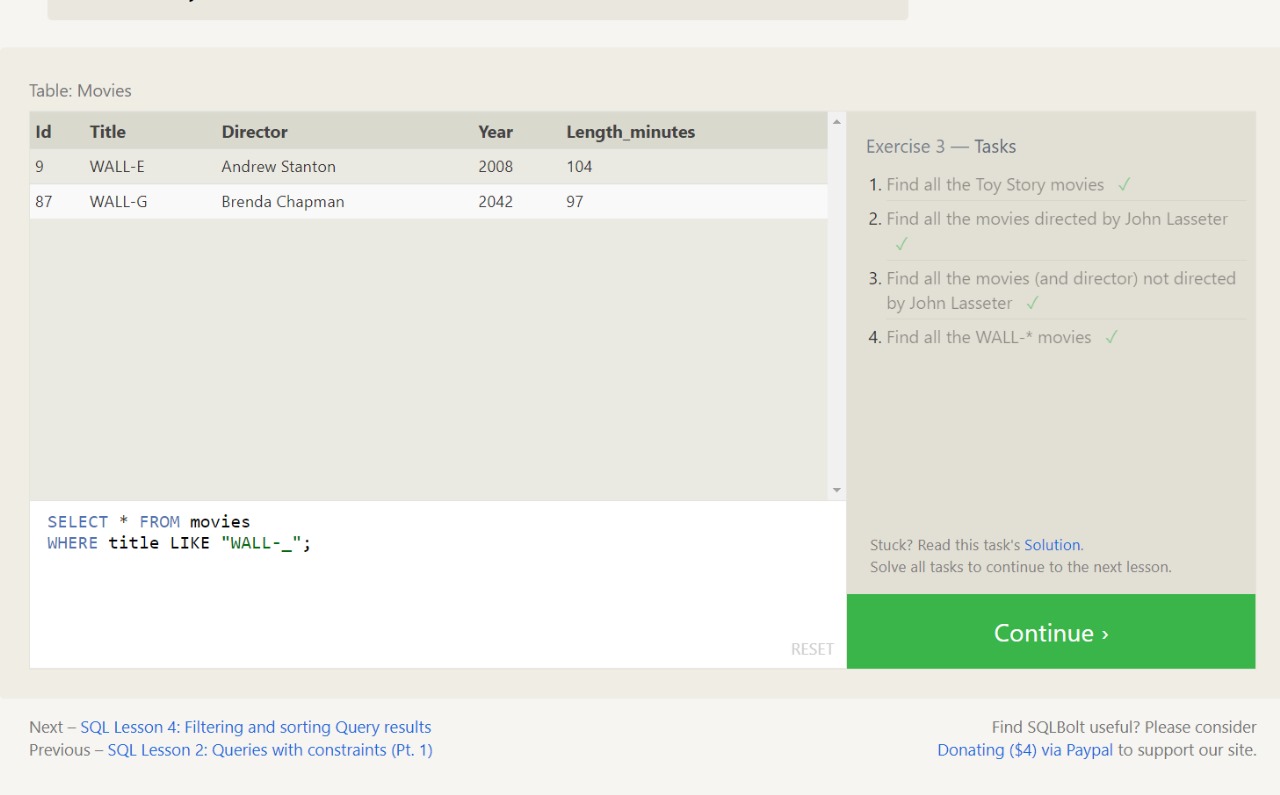 Table: Movies
Id Title Director Year Length_minutes
9 WALL-E Andrew Stanton 2008 104
87 WALL-G Brenda Chapman 2042 97
SELECT * FROM movies
WHERE title LIKE "WALL-_";
RESET
Exercise 3 — Tasks
1. Find all the Toy Story movies ✓
2. Find all the movies directed by John Lasseter
✓
3. Find all the movies (and director) not directed
by John Lasseter ✓
4. Find all the WALL-* movies ✓
Stuck? Read this task's Solution.
Solve all tasks to continue to the next lesson.
Continue ›
Next – SQL Lesson 4: Filtering and sorting Query results
Previous – SQL Lesson 2: Queries with constraints (Pt. 1)
Find SQLBolt useful? Please consider
Donating ($4) via Paypal to support our site.